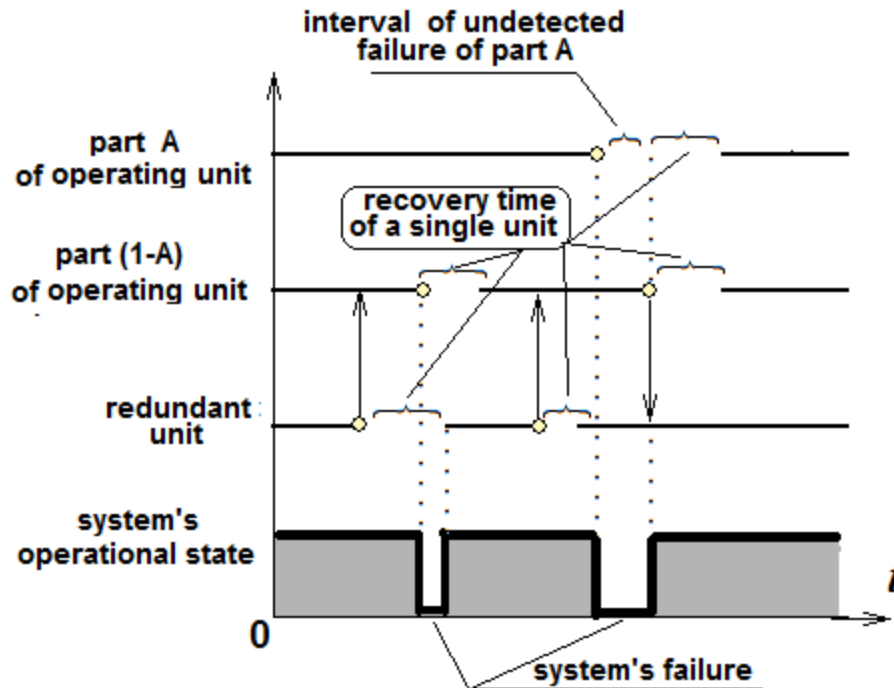 interval of undetected
failure of part A
part A
of operating unit
recovery time
of a single unit
part (1-A)
of operating unit
redundant
unit
system's
operational state
t
0
system's failure